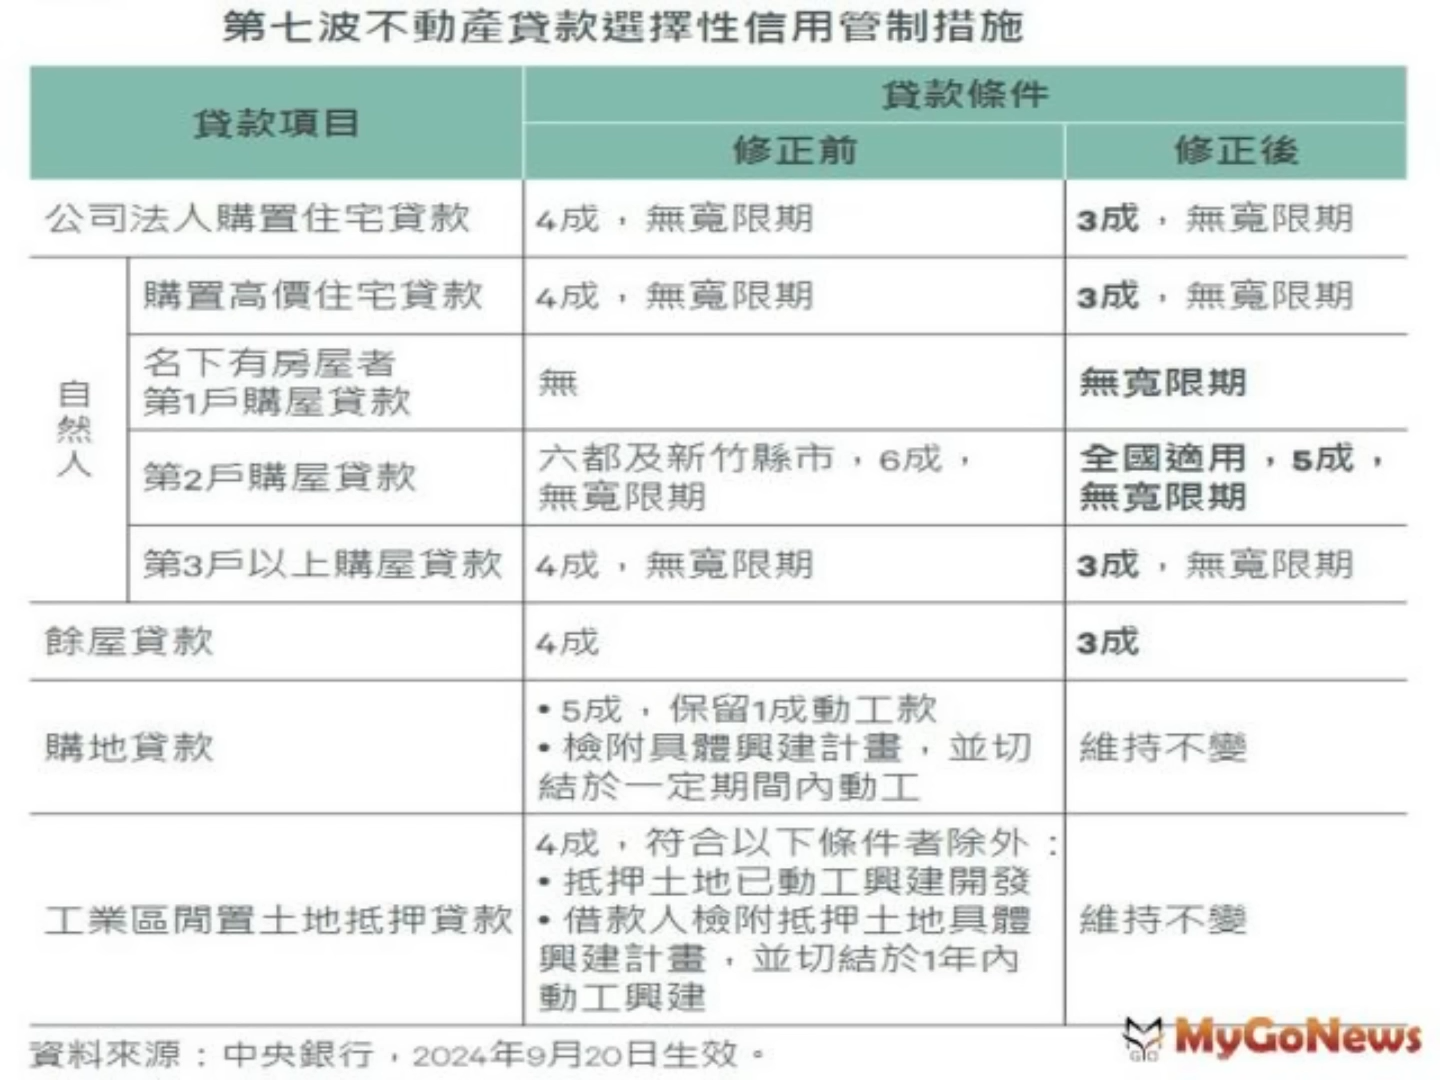 第七波不動產貸款選擇性信用管制措施
貸款項目
貸款條件
修正前
修正後
公司法人購置住宅貸款
4成，無寬限期
3成，無寬限期
自然人
購置高價住宅貸款
4成，無寬限期
3成，無寬限期
名下有房屋者
第1戶購屋貸款
無
無寬限期
第2戶購屋貸款
六都及新竹縣市，6成，
無寬限期
全國適用，5成，
無寬限期
第3戶以上購屋貸款
4成，無寬限期
3成，無寬限期
餘屋貸款
4成
3成
購地貸款
• 5成，保留1成動工款
• 檢附具體興建計畫，並切
結於一定期間內動工
維持不變
工業區閒置土地抵押貸款
4成，符合以下條件者除外：
• 抵押土地已動工興建開發
• 借款人檢附抵押土地具體
興建計畫，並切結於1年內
動工興建
維持不變
資料來源：中央銀行，2024年9月20日生效。
MyGoNews